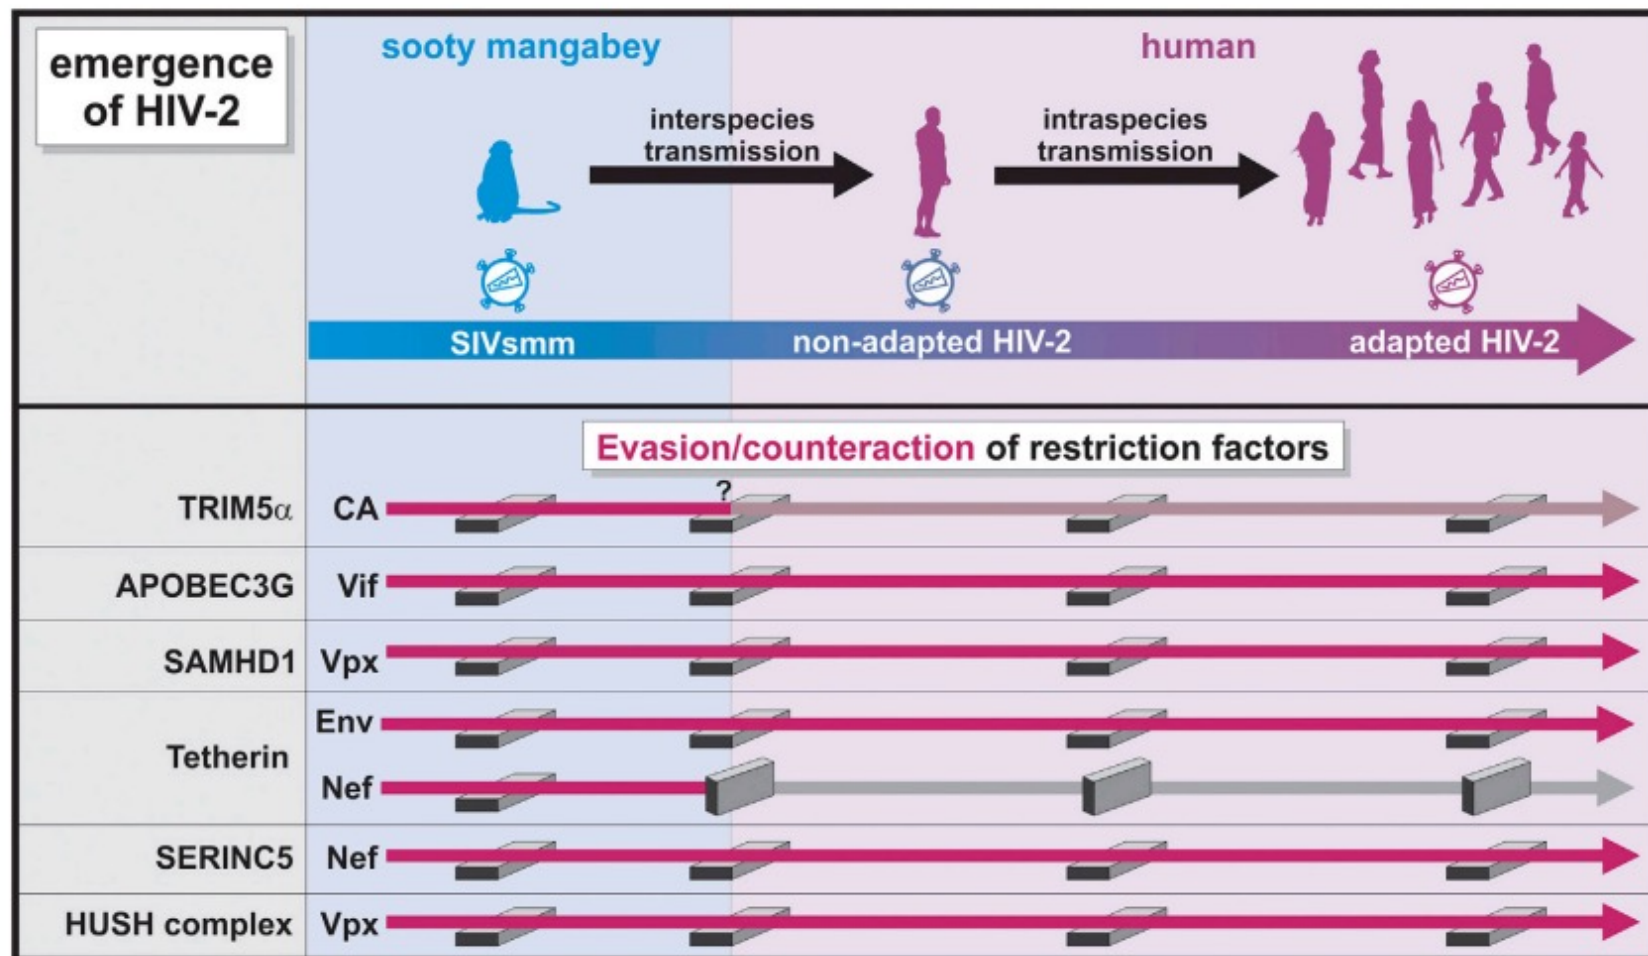 emergence
of HIV-2
sooty mangabey
human
interspecies
transmission
intraspecies
transmission
SIVsmm
non-adapted HIV-2
adapted HIV-2
Evasion/counteraction of restriction factors
TRIM5α CA ?
APOBEC3G Vif
SAMHD1 Vpx
Tetherin
Env
Nef
SERINC5 Nef
HUSH complex Vpx